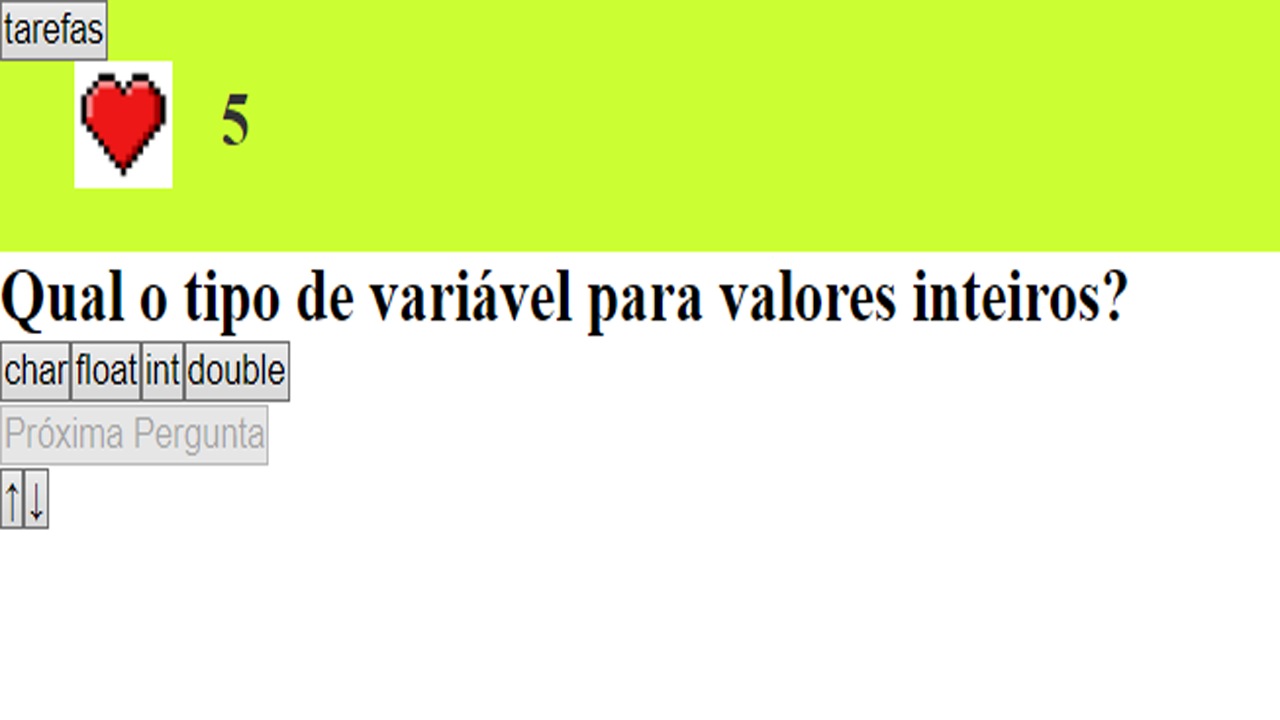 tarefas
5
Qual o tipo de variável para valores inteiros?
char float int double
Próxima Pergunta
↑ ↓